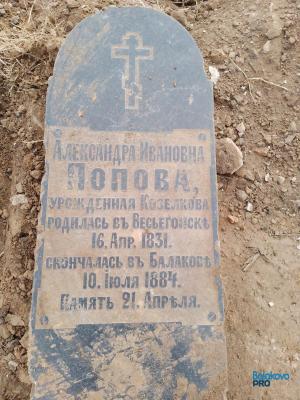 Александра Ивановна
Попова,
урожденная Козелкова
родилась въ Весьегонскѣ
16. Апр. 1831.
скончалась въ Балаковѣ
10. Июля 1884.
Память 21. Апрѣля.
Balakovo
PRO